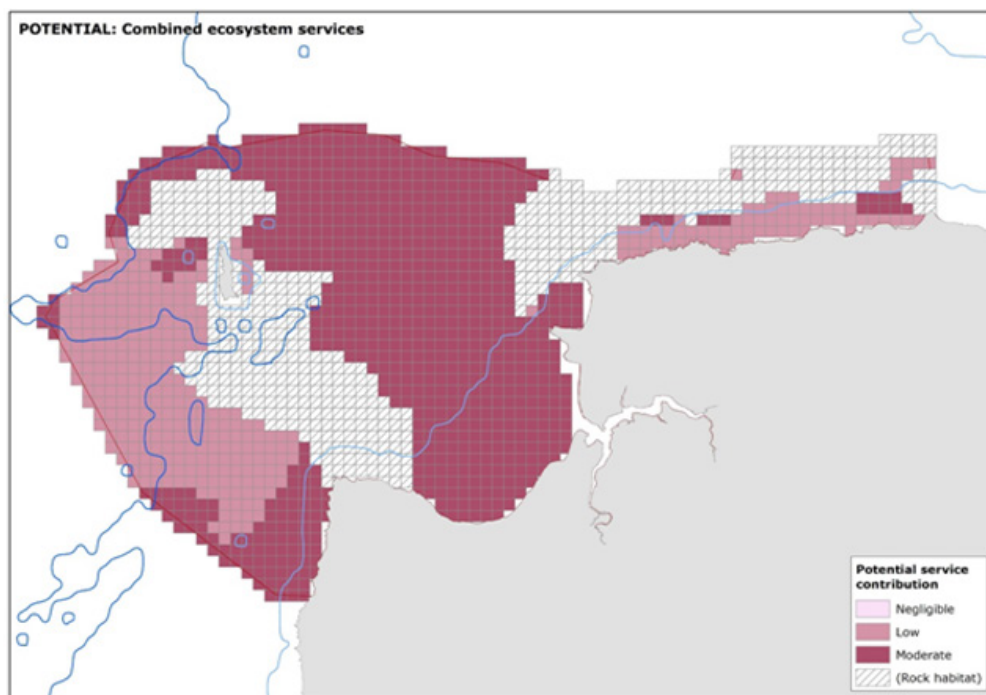 POTENTIAL: Combined ecosystem services
Potential service
contribution
Negligible
Low
Moderate
(Rock habitat)